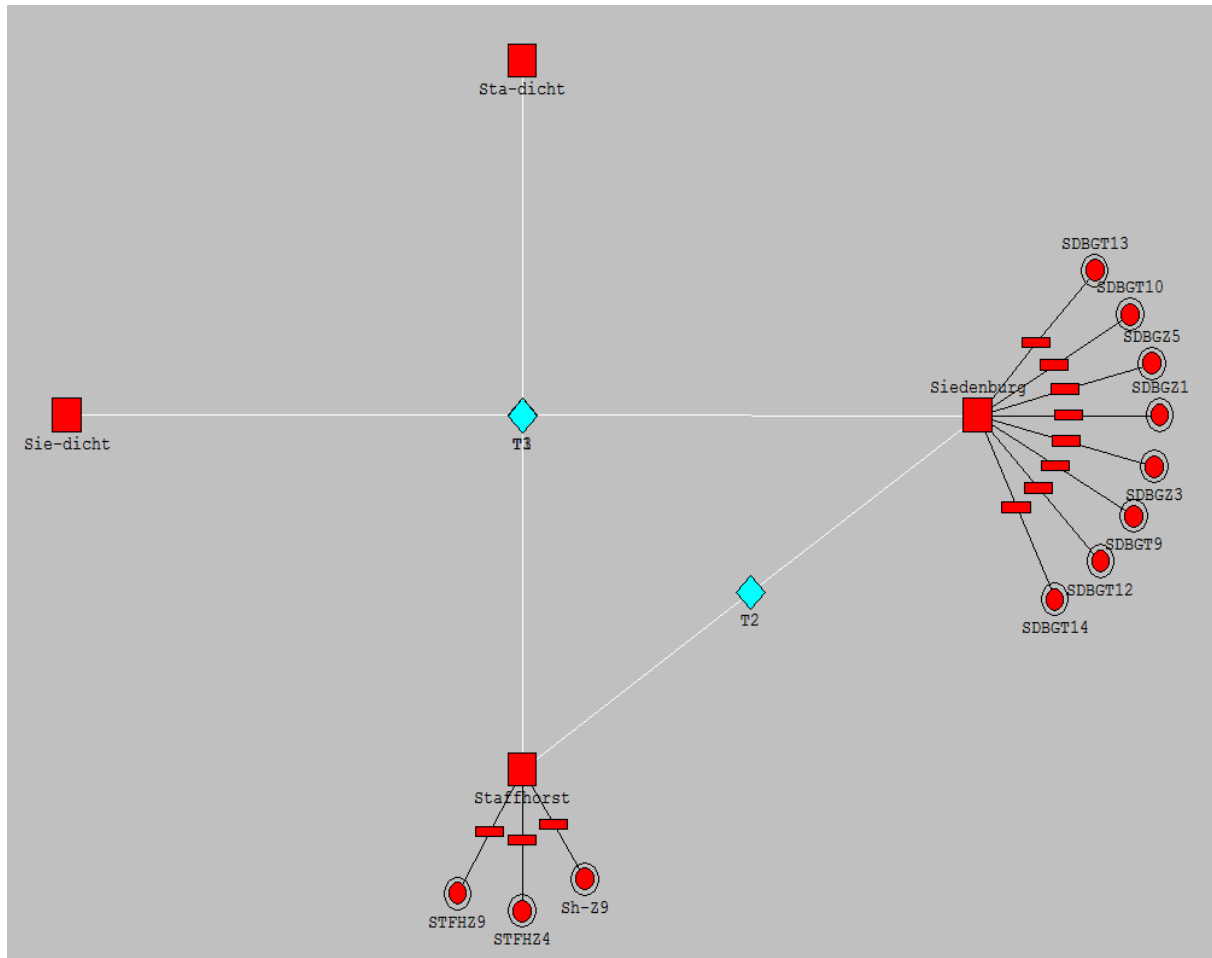 Sta-dicht
SDBGT13
SDBGT10
SDBGZ5
Siedenburg
SDBGZ1
Sie-dicht
SDBGZ3
SDBGT9
SDBGT12
T2
SDBGT14
Staffhorst
Sh-Z9
STFHZ9
STFHZ4